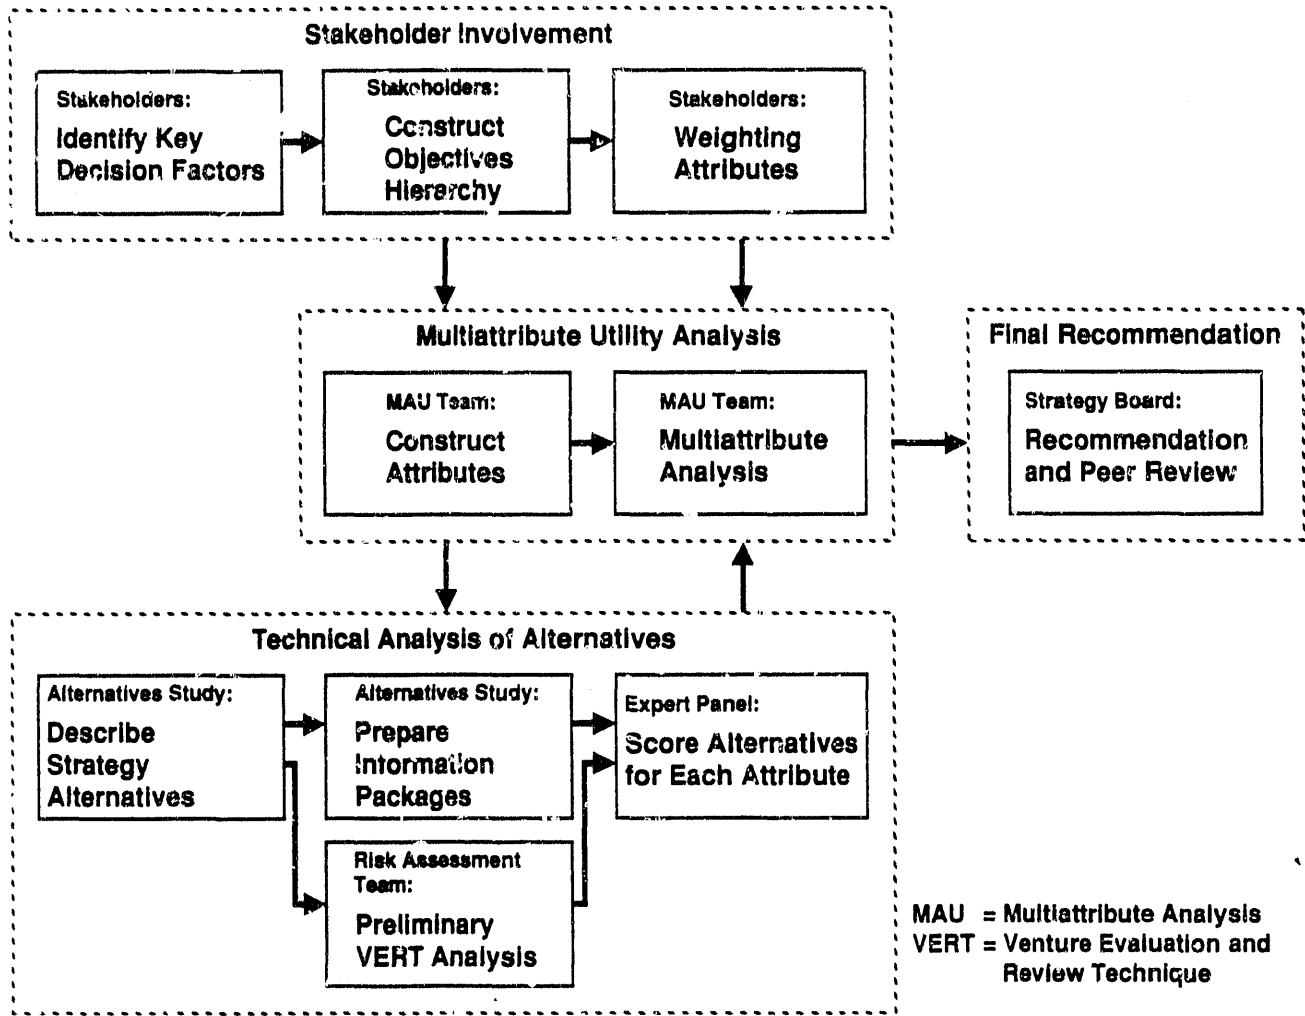 Stakeholder Involvement
Stakeholders:
Identify Key
Decision Factors
Stakeholders:
Construct
Objectives
Hierarchy
Stakeholders:
Weighting
Attributes
Multiattribute Utility Analysis
MAU Team:
Construct
Attributes
MAU Team:
Multiattribute
Analysis
Final Recommendation
Strategy Board:
Recommendation
and Peer Review
Technical Analysis of Alternatives
Alternatives Study:
Describe
Strategy
Alternatives
Alternatives Study:
Prepare
Information
Packages
Expert Panel:
Score Alternatives
for Each Attribute
Risk Assessment
Team:
Preliminary
VERT Analysis
MAU = Multiattribute Analysis
VERT = Venture Evaluation and
Review Technique